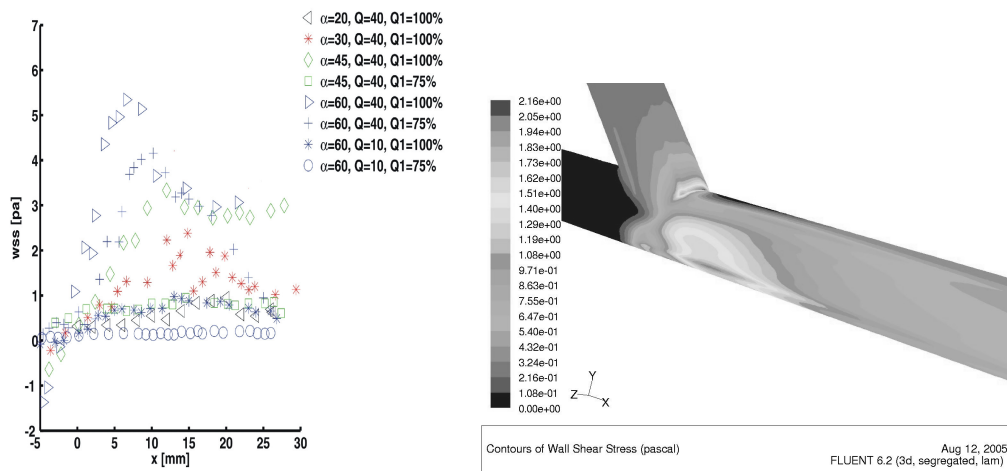 α=20, Q=40, Q1=100%
α=30, Q=40, Q1=100%
α=45, Q=40, Q1=100%
α=45, Q=40, Q1=75%
α=60, Q=40, Q1=100%
α=60, Q=40, Q1=75%
α=60, Q=10, Q1=100%
α=60, Q=10, Q1=75%
wss [pa]
7
6
5
4
3
2
1
0
-1
-2
-5
0
5
10
15
20
25
30
x [mm]
2.16e+00
2.05e+00
1.94e+00
1.83e+00
1.73e+00
1.62e+00
1.51e+00
1.40e+00
1.29e+00
1.19e+00
1.08e+00
9.71e-01
8.63e-01
7.55e-01
6.47e-01
5.40e-01
4.32e-01
3.24e-01
2.16e-01
1.08e-01
0.00e+00
Y
Z
X
Contours of Wall Shear Stress (pascal)
Aug 12, 2005
FLUENT 6.2 (3d, segregated, lam)